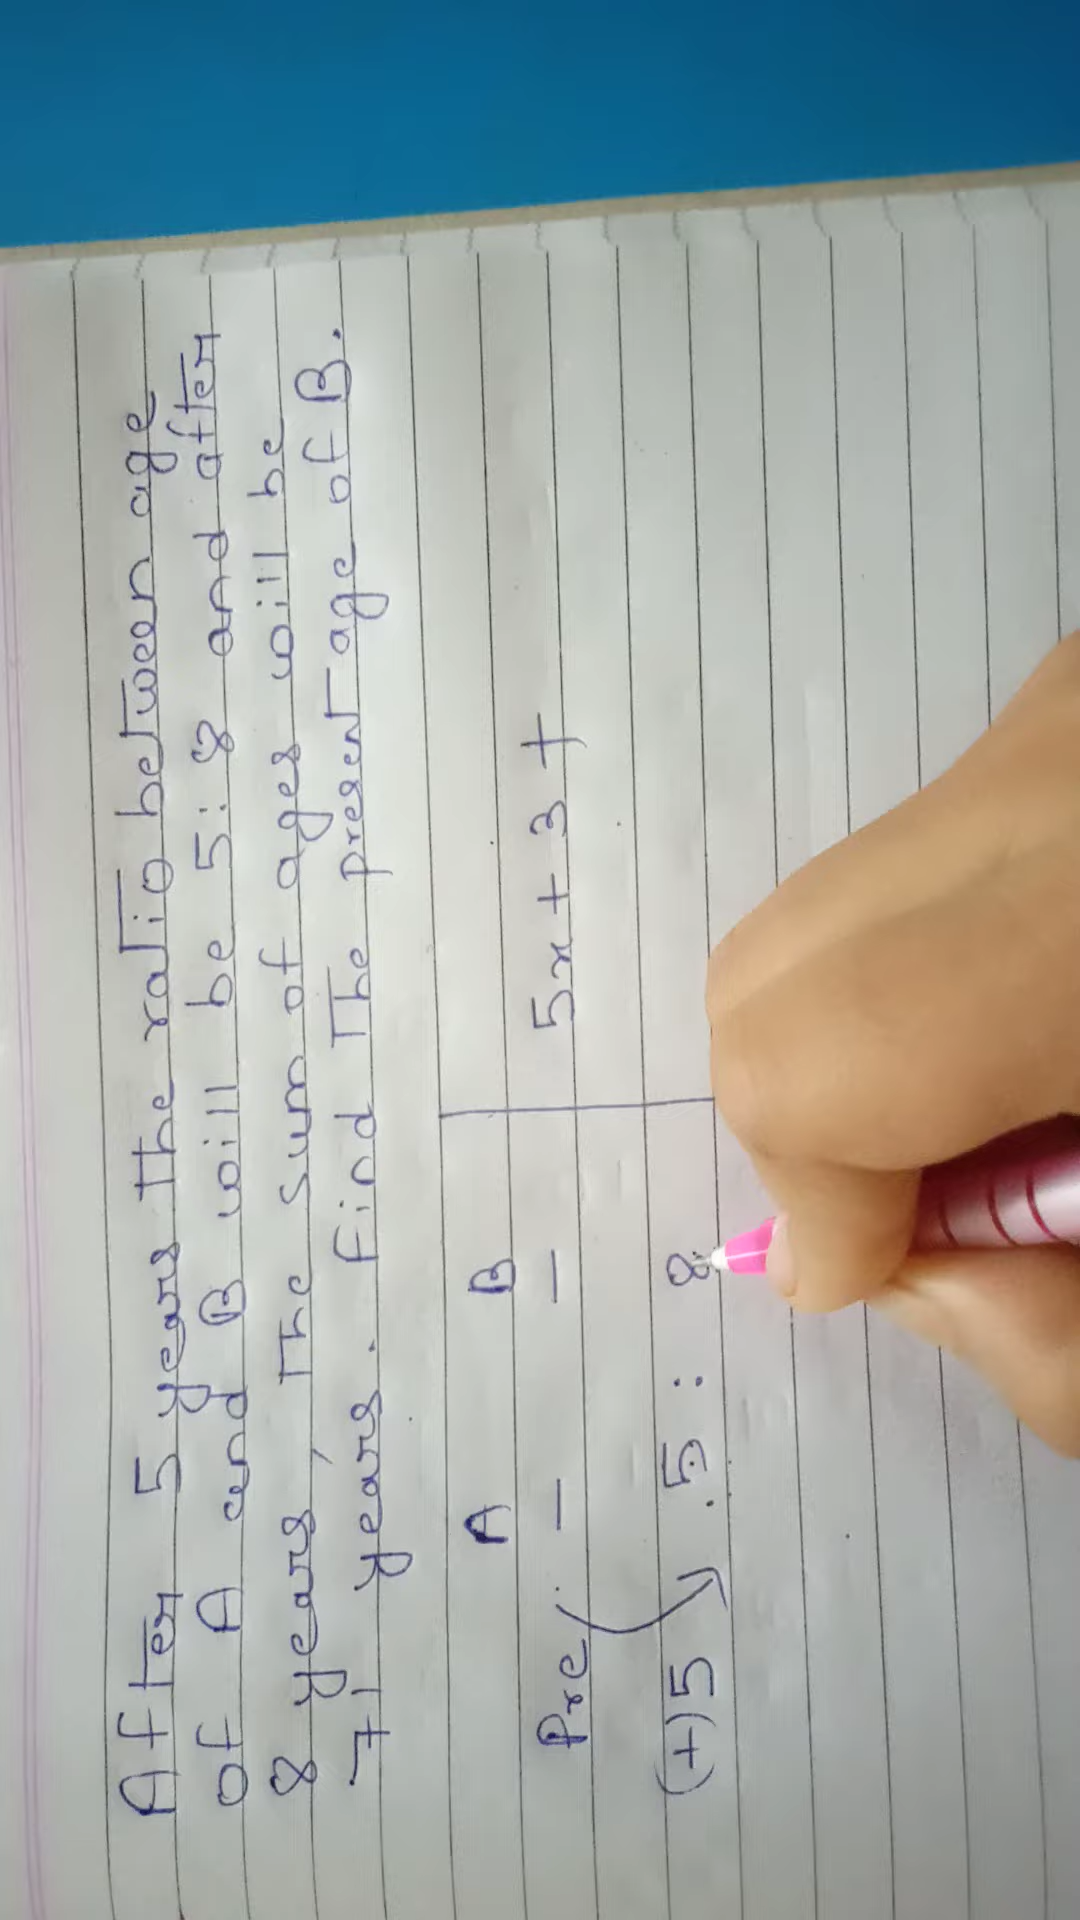 After 5 years the ratio between age
of A and B will be 5:8 and after
8 years, the sum of ages will be
71 years. Find the present age of B.
A B
Pre - - 5x+3+
(+)5 5 : 8